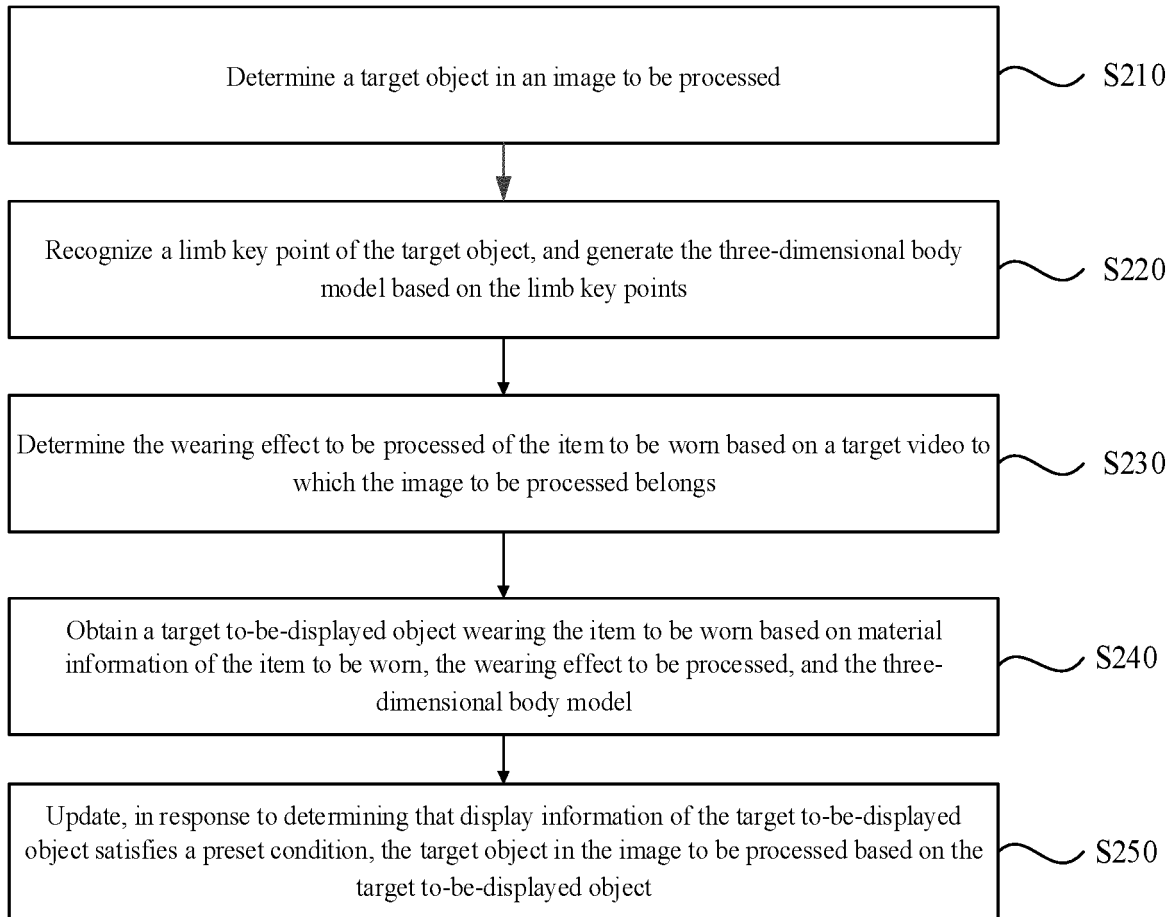 Determine a target object in an image to be processed
S210
Recognize a limb key point of the target object, and generate the three-dimensional body
model based on the limb key points
S220
Determine the wearing effect to be processed of the item to be worn based on a target video to
which the image to be processed belongs
S230
Obtain a target to-be-displayed object wearing the item to be worn based on material
information of the item to be worn, the wearing effect to be processed, and the three-
dimensional body model
S240
Update, in response to determining that display information of the target to-be-displayed
object satisfies a preset condition, the target object in the image to be processed based on the
target to-be-displayed object
S250